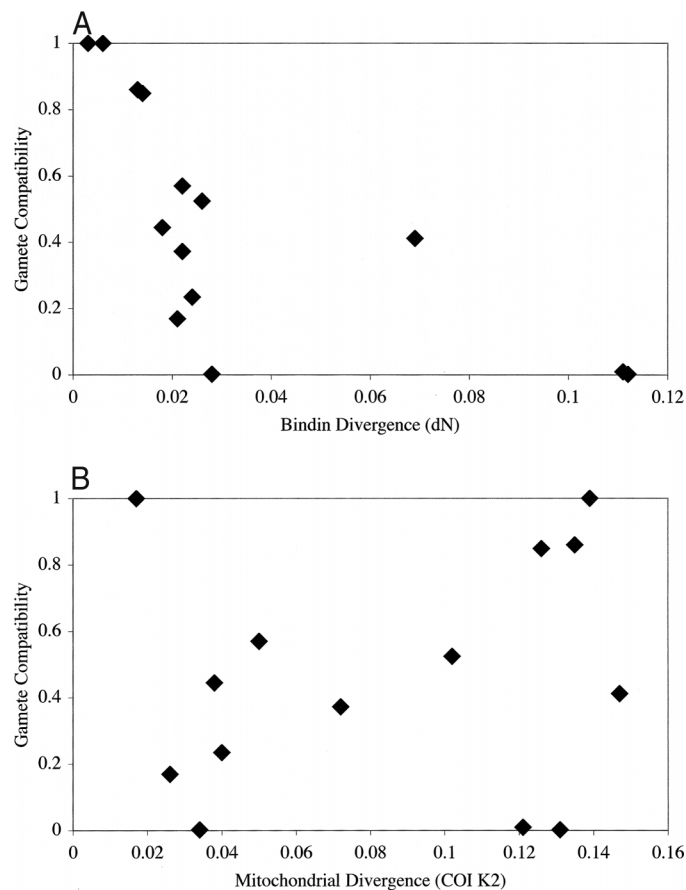 A
1
0.8
0.6
0.4
0.2
0
Gamete Compatibility
0 0.02 0.04 0.06 0.08 0.1 0.12
Bindin Divergence (dN)
B
1
0.8
0.6
0.4
0.2
0
Gamete Compatibility
0 0.02 0.04 0.06 0.08 0.1 0.12 0.14 0.16
Mitochondrial Divergence (COI K2)